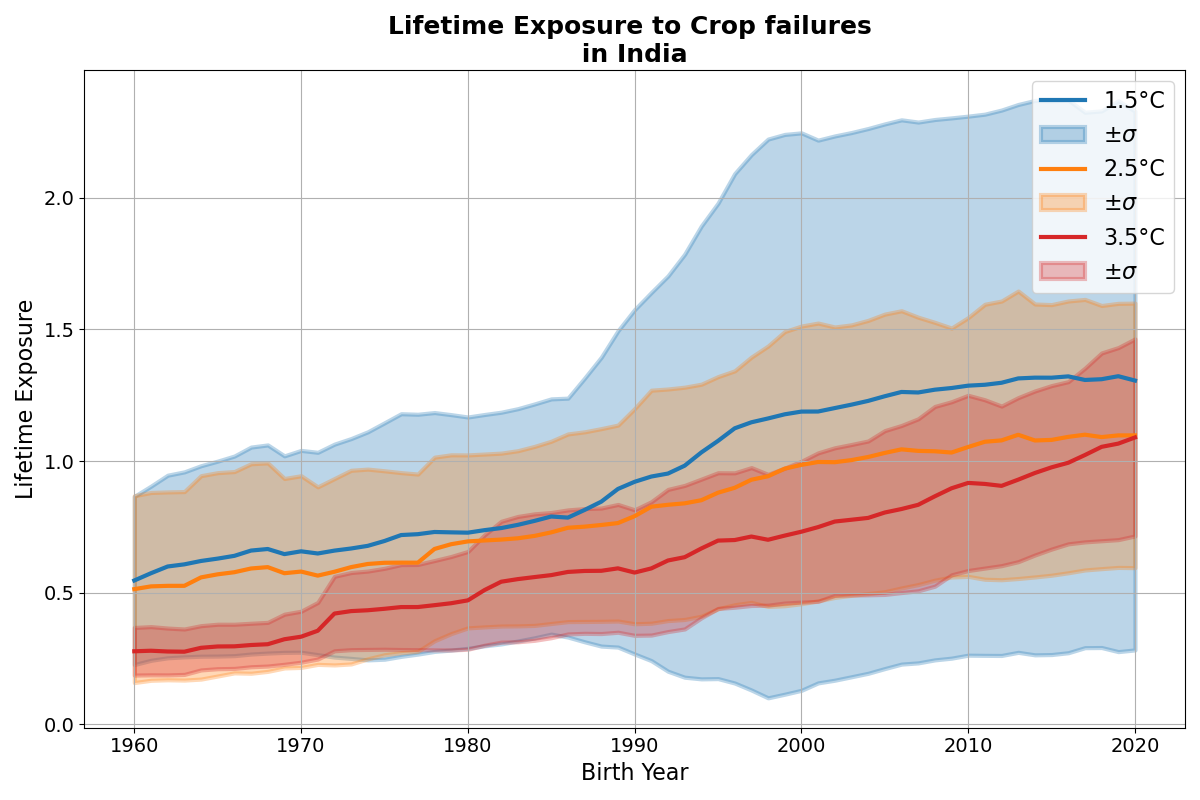 Lifetime Exposure to Crop failures
in India
1.5°C
±σ
2.5°C
±σ
3.5°C
±σ
Lifetime Exposure
2.0
1.5
1.0
0.5
0.0
1960 1970 1980 1990 2000 2010 2020
Birth Year